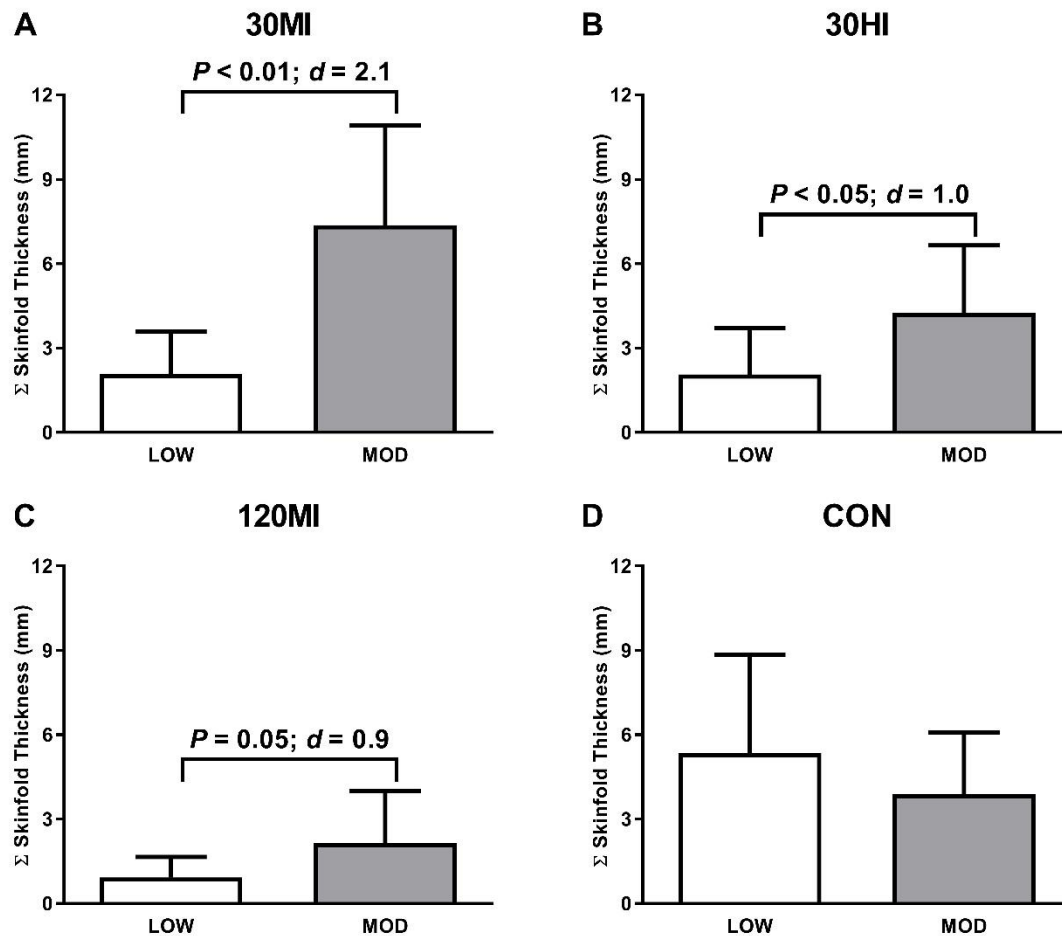 A
30MI
P < 0.01; d = 2.1
Σ Skinfold Thickness (mm)
12
9
6
3
0
LOW MOD
B
30HI
P < 0.05; d = 1.0
Σ Skinfold Thickness (mm)
12
9
6
3
0
LOW MOD
C
120MI
P = 0.05; d = 0.9
Σ Skinfold Thickness (mm)
12
9
6
3
0
LOW MOD
D
CON
Σ Skinfold Thickness (mm)
12
9
6
3
0
LOW MOD